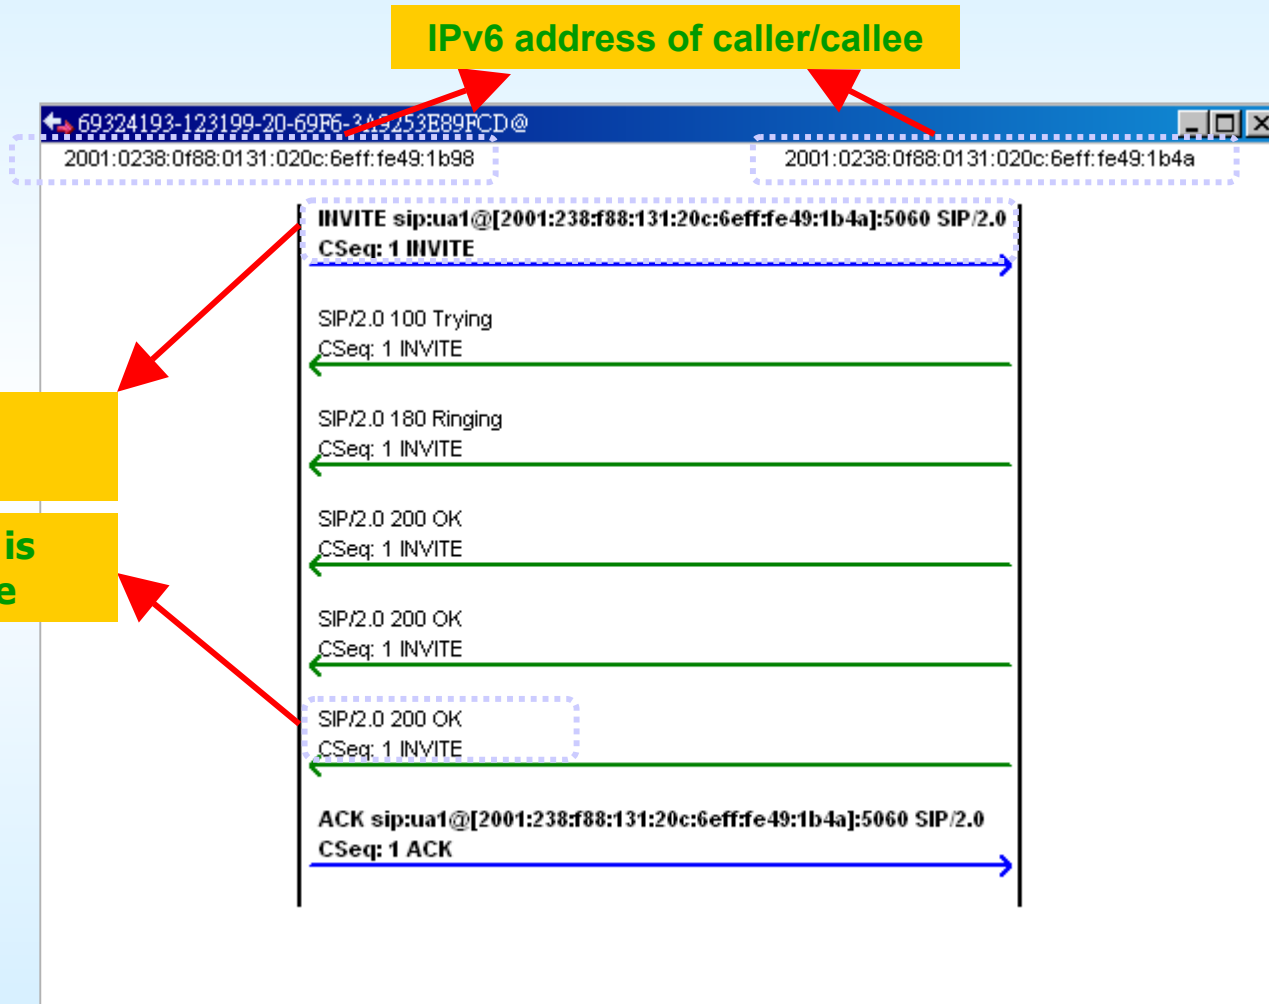 IPv6 address of caller/callee
69324193-123199-20-69F6-3A9253E89FCD@
2001:0238:0f88:0131:020c:6eff:fe49:1b98
2001:0238:0f88:0131:020c:6eff:fe49:1b4a
INVITE sip:ua1@[2001:238:f88:131:20c:6eff:fe49:1b4a]:5060 SIP/2.0
CSeq: 1 INVITE
SIP/2.0 100 Trying
CSeq: 1 INVITE
SIP/2.0 180 Ringing
CSeq: 1 INVITE
SIP/2.0 200 OK
CSeq: 1 INVITE
is
SIP/2.0 200 OK
CSeq: 1 INVITE
SIP/2.0 200 OK
CSeq: 1 INVITE
ACK sip:ua1@[2001:238:f88:131:20c:6eff:fe49:1b4a]:5060 SIP/2.0
CSeq: 1 ACK